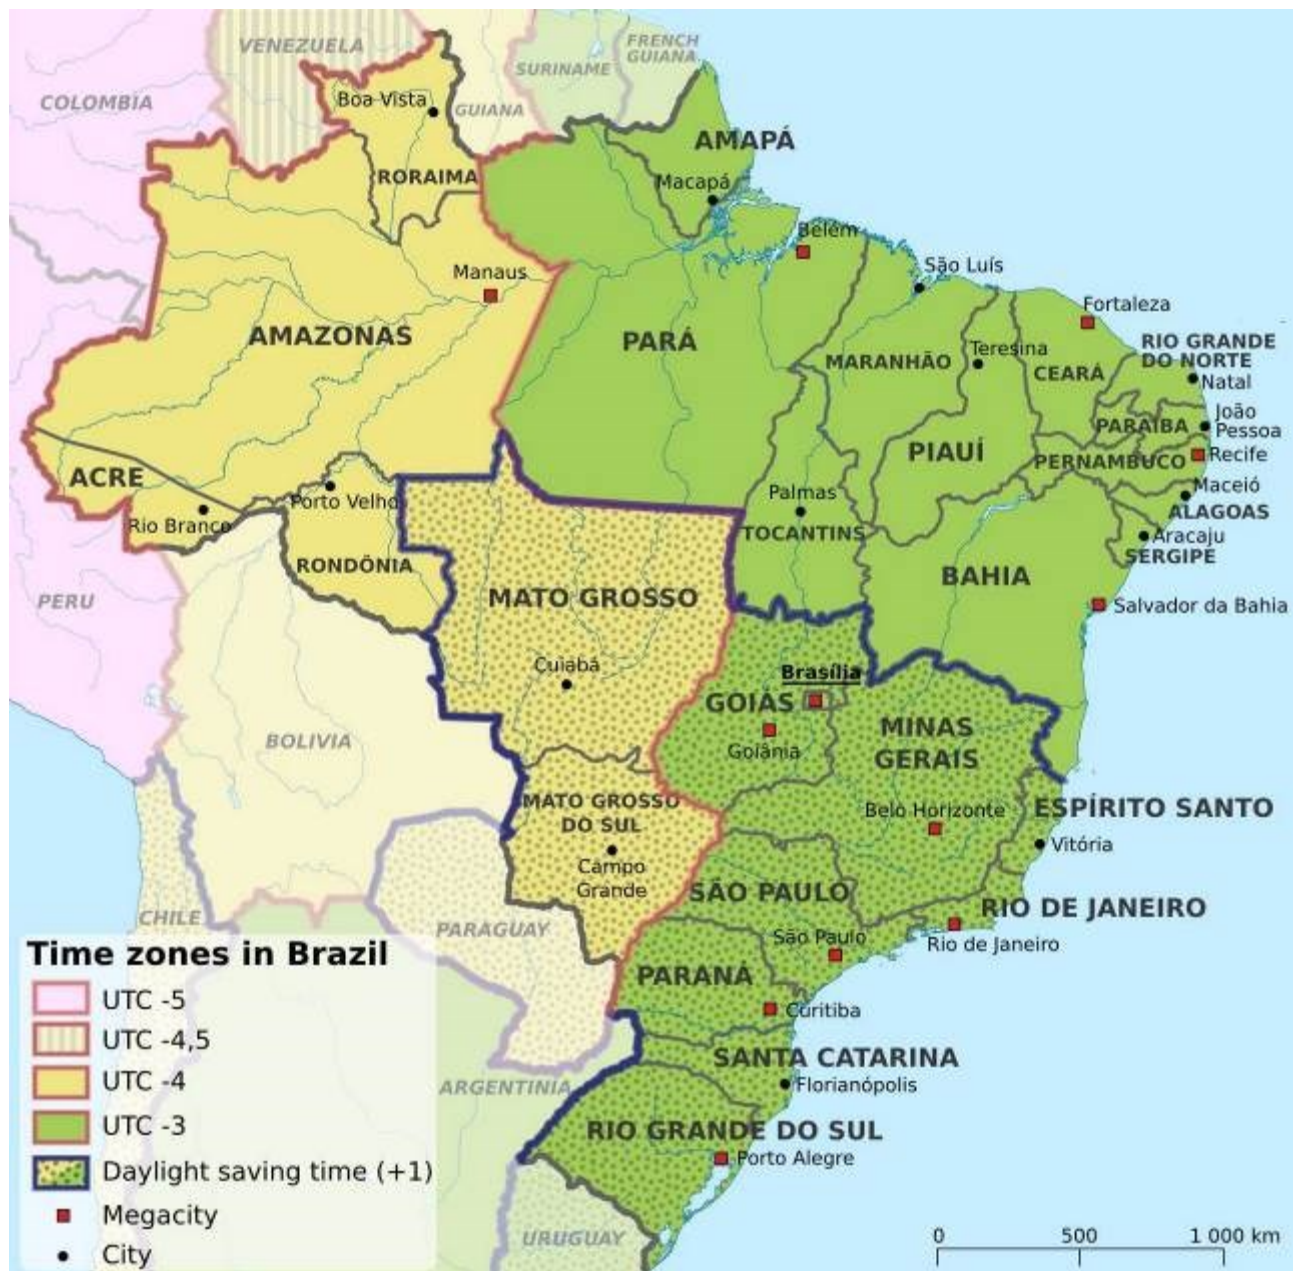 VENEZUELA
FRENCH
GUIANA
SURINAME
COLOMBIA
Boa Vista
GUIANA
AMAPÁ
RORAIMA
Macapá
Belém
São Luís
Manaus
Fortaleza
AMAZONAS
PARÁ
MARANHÃO
Teresina
CEARÁ
RIO GRANDE
DO NORTE
Natal
João
Pessoa
PARAÍBA
PIAUÍ
PERNAMBUCO
Recife
ACRE
Porto Velho
Palmas
Maceió
ALAGOAS
Rio Branco
TOCANTINS
Aracaju
SERGIPE
RONDÔNIA
BAHIA
PERU
MATO GROSSO
Salvador da Bahia
Cuiabá
Brasília
GOIÁS
Goiânia
MINAS
GERAIS
BOLIVIA
MATO GROSSO
DO SUL
Belo Horizonte
ESPÍRITO SANTO
Vitória
Campo
Grande
SÃO PAULO
RIO DE JANEIRO
CHILE
PARAGUAY
São Paulo
Rio de Janeiro
PARANÁ
Curitiba
SANTA CATARINA
Florianópolis
ARGENTINIA
RIO GRANDE DO SUL
Porto Alegre
URUGUAY
Time zones in Brazil
UTC -5
UTC -4,5
UTC -4
UTC -3
Daylight saving time (+1)
Megacity
City
0 500 1 000 km